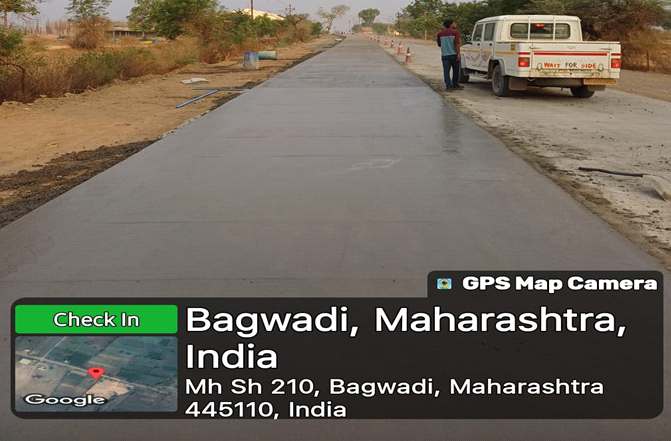 WAIT FOR SIDE
GPS Map Camera
Check In
Google
Bagwadi, Maharashtra,
India
Mh Sh 210, Bagwadi, Maharashtra
445110, India